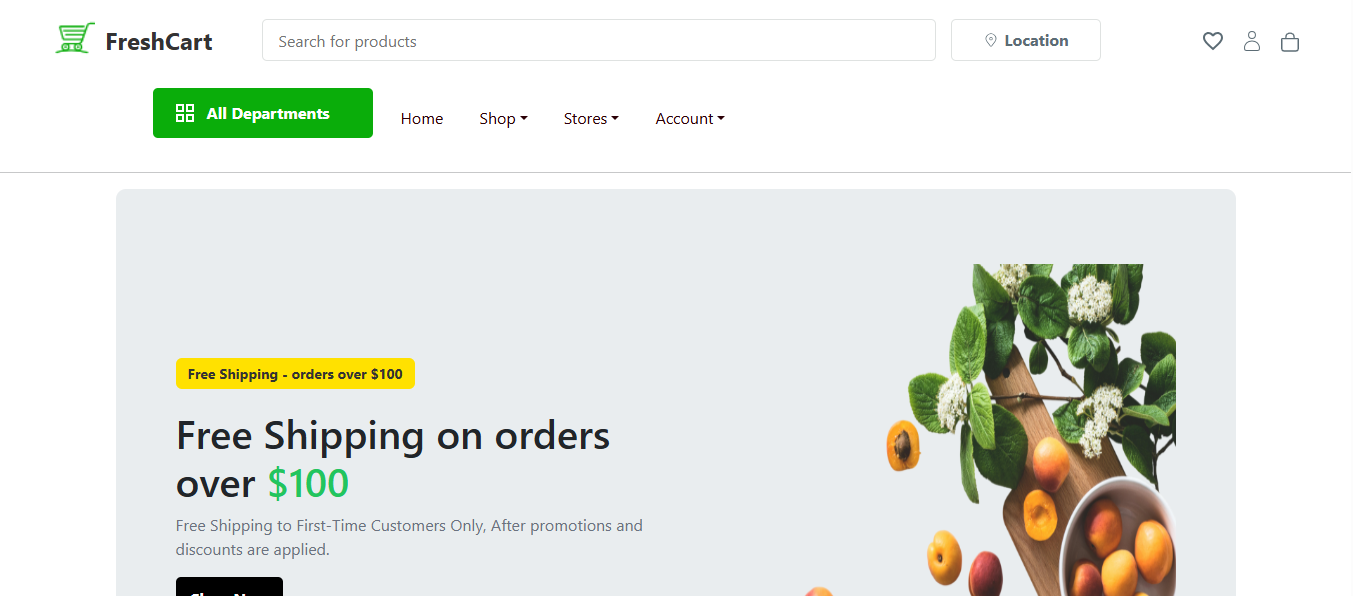 FreshCart
Search for products
Location
All Departments
Home
Shop
Stores
Account
Free Shipping - orders over $100
Free Shipping on orders
over $100
Free Shipping to First-Time Customers Only, After promotions and
discounts are applied.